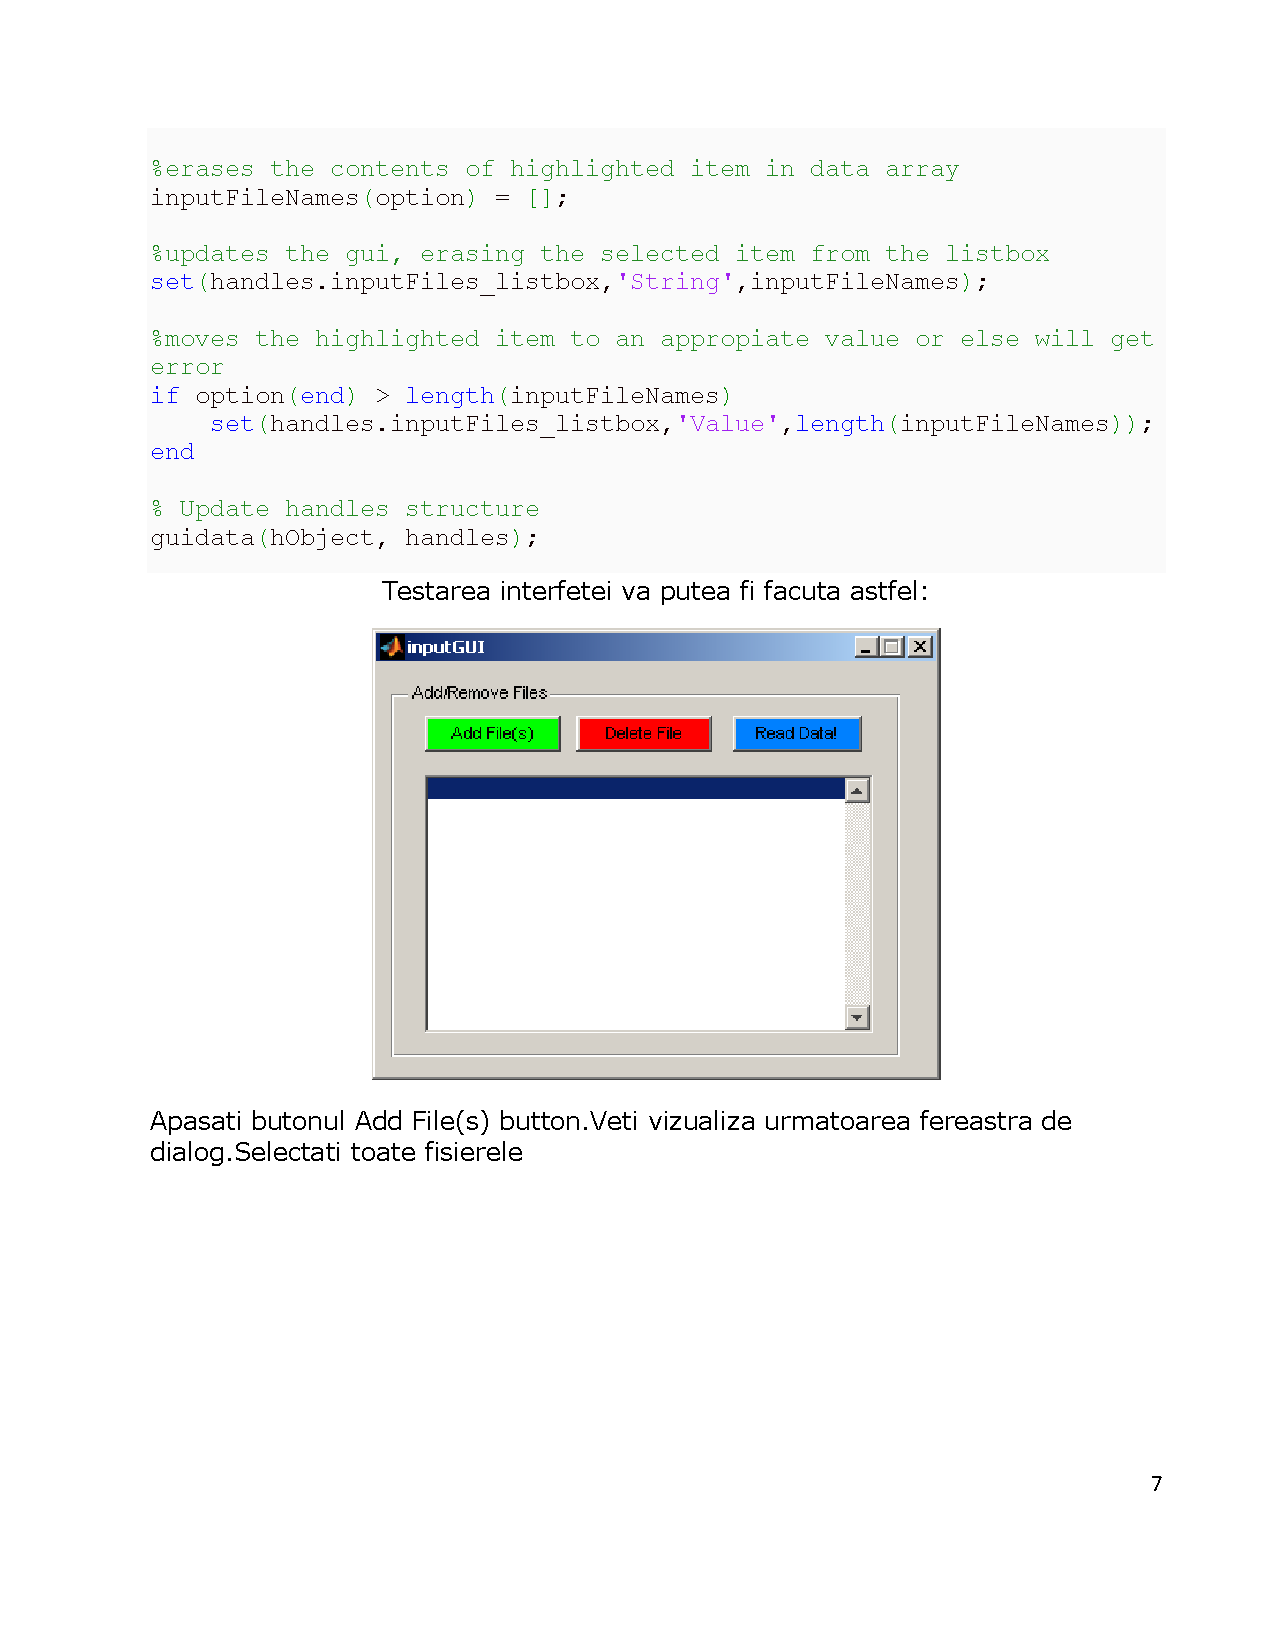 %erases the contents of highlighted item in data array
inputFileNames(option) = [];
%updates the gui, erasing the selected item from the listbox
set(handles.inputFiles_listbox,'String',inputFileNames);
%moves the highlighted item to an appropiate value or else will get
error
if option(end) > length(inputFileNames)
    set(handles.inputFiles_listbox,'Value',length(inputFileNames));
end
% Update handles structure
guidata(hObject, handles);
Testarea interfetei va putea fi facuta astfel:
inputGUI
Add/Remove Files
Add File(s) Delete File Read Data!
Apasati butonul Add File(s) button.Veti vizualiza urmatoarea fereastra de
dialog.Selectati toate fisierele
7